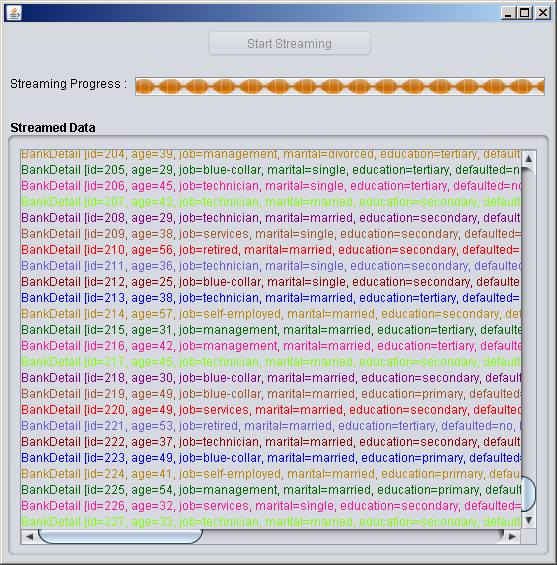 Start Streaming
Streaming Progress :
Streamed Data
BankDetail [id=204, age=39, job=management, marital=divorced, education=tertiary, defaulted=
BankDetail [id=205, age=29, job=blue-collar, marital=single, education=tertiary, defaulted=n
BankDetail [id=206, age=45, job=technician, marital=single, education=tertiary, defaulted=no
BankDetail [id=207, age=42, job=technician, marital=married, education=secondary, defaul
BankDetail [id=208, age=29, job=technician, marital=married, education=secondary, default
BankDetail [id=209, age=38, job=services, marital=single, education=secondary, defaulted=
BankDetail [id=210, age=56, job=retired, marital=married, education=secondary, defaulted=
BankDetail [id=211, age=36, job=technician, marital=single, education=secondary, defaulte
BankDetail [id=212, age=25, job=blue-collar, marital=single, education=secondary, defaulte
BankDetail [id=213, age=38, job=technician, marital=married, education=tertiary, defaulted=
BankDetail [id=214, age=57, job=self-employed, marital=married, education=secondary, de
BankDetail [id=215, age=31, job=management, marital=married, education=tertiary, default
BankDetail [id=216, age=42, job=technician, marital=married, education=tertiary, defaulted=
BankDetail [id=217, age=45, job=technician, marital=married, education=secondary, defaul
BankDetail [id=218, age=30, job=blue-collar, marital=married, education=secondary, defaul
BankDetail [id=219, age=49, job=blue-collar, marital=married, education=primary, defaulted
BankDetail [id=220, age=49, job=services, marital=married, education=secondary, defaulted
BankDetail [id=221, age=53, job=retired, marital=married, education=tertiary, defaulted=no,
BankDetail [id=222, age=37, job=technician, marital=married, education=secondary, default
BankDetail [id=223, age=49, job=blue-collar, marital=married, education=primary, defaulted
BankDetail [id=224, age=41, job=self-employed, marital=married, education=primary, defau
BankDetail [id=225, age=54, job=management, marital=married, education=primary, default
BankDetail [id=226, age=32, job=services, marital=single, education=secondary, defaulted=
BankDetail [id=227, age=33, job=technician, marital=married, education=secondary, default